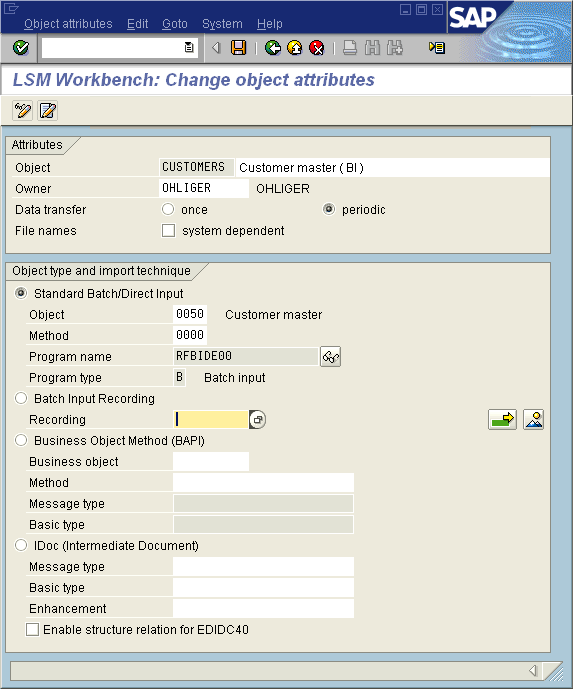 Object attributes Edit Goto System Help
SAP
LSM Workbench: Change object attributes
Attributes
Object CUSTOMERS Customer master ( BI )
Owner OHLIGER OHLIGER
Data transfer once periodic
File names system dependent
Object type and import technique
Standard Batch/Direct Input
Object 0050 Customer master
Method 0000
Program name RFBIDE00
Program type B Batch input
Batch Input Recording
Recording
Business Object Method (BAPI)
Business object
Method
Message type
Basic type
IDoc (Intermediate Document)
Message type
Basic type
Enhancement
Enable structure relation for EDIDC40